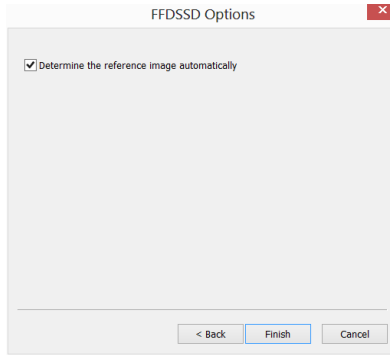 FFDSSD Options
Determine the reference image automatically
< Back Finish Cancel